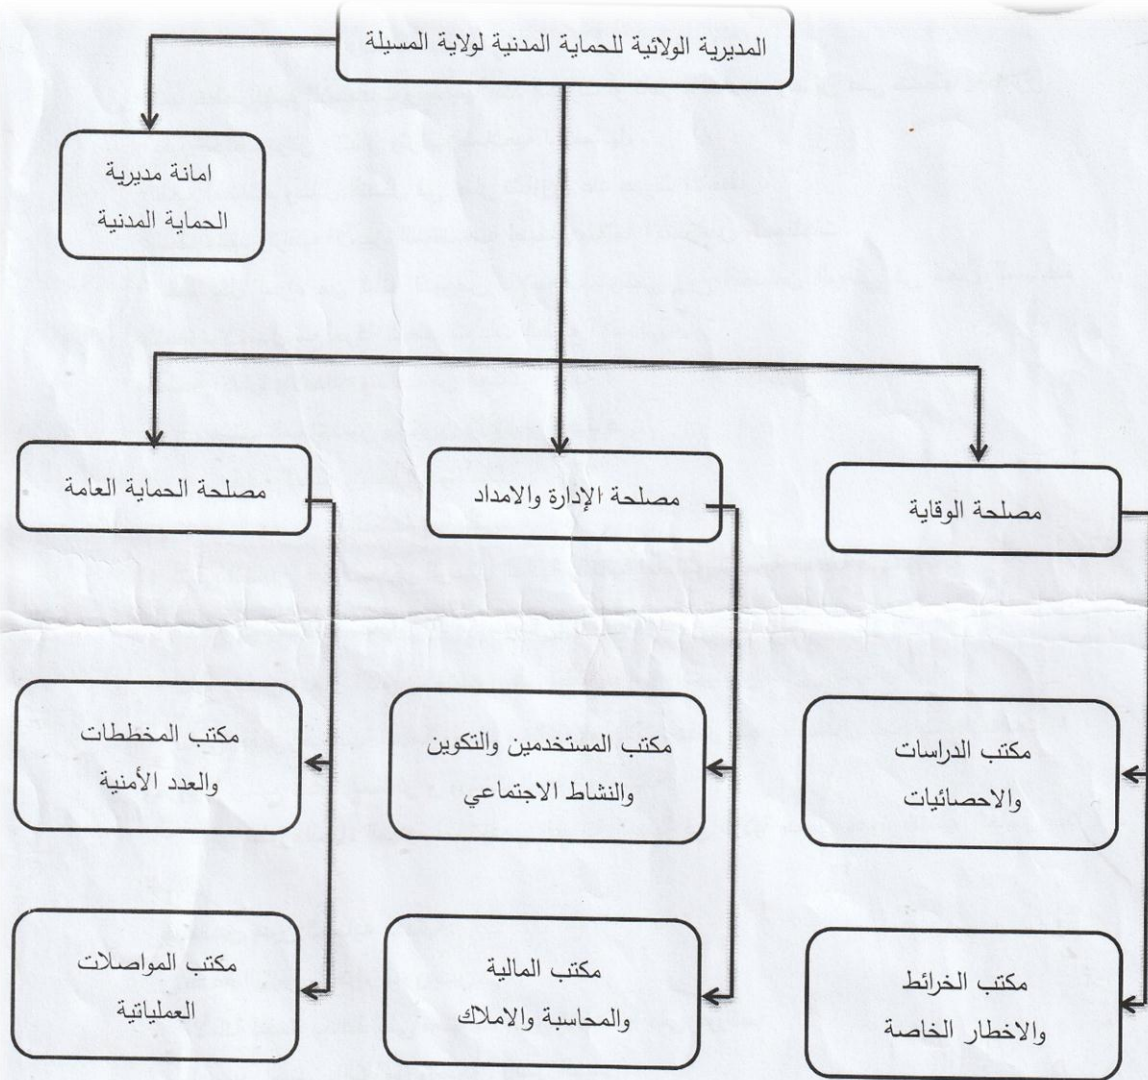 المديرية الولائية للحماية المدنية لولاية المسيلة
امانة مديرية
الحماية المدنية
مصلحة الوقاية
مصلحة الإدارة والامداد
مصلحة الحماية العامة
مكتب الدراسات
والاحصائيات
مكتب المستخدمين والتكوين
والنشاط الاجتماعي
مكتب المخططات
والعدد الأمنية
مكتب الخرائط
والاخطار الخاصة
مكتب المالية
والمحاسبة والاملاك
مكتب المواصلات
العملياتية